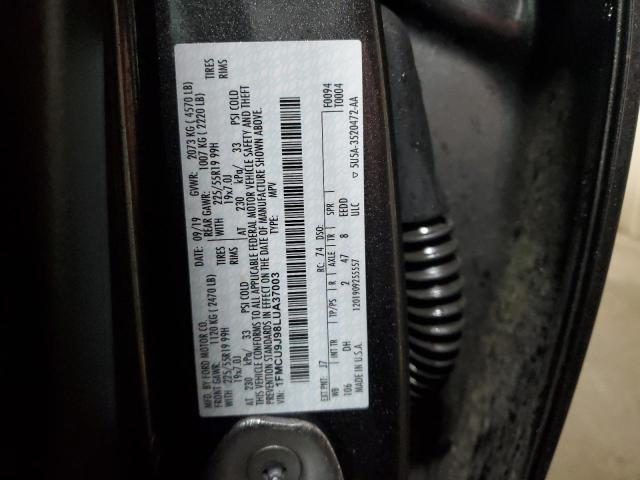 MFD. BY FORD MOTOR CO.
DATE: 09/19 GVWR: 2073 KG ( 4570 LB)
FRONT GAWR: 1120 KG (2470 LB) REAR GAWR: 1007 KG ( 2220 LB)
WITH 225/55R19 99H TIRES WITH 225/55R19 99H TIRES
19x7.0J RIMS 19x7.0J RIMS
AT 230 kPa/ 33 PSI COLD AT 230 kPa/ 33 PSI COLD
THIS VEHICLE CONFORMS TO ALL APPLICABLE FEDERAL MOTOR VEHICLE SAFETY AND THEFT
PREVENTION STANDARDS IN EFFECT ON THE DATE OF MANUFACTURE SHOWN ABOVE.
VIN: 1FMCU9J98LUA37003 TYPE: MPV
F0094
T0004
EXT PNT: J7 RC: 74 DSO:
WB INT TR TP/PS R AXLE TR SPR
106 DH 2 47 8 EEDD
MADE IN U.S.A. ULC
1201909255557 5U5A-3520472-AA